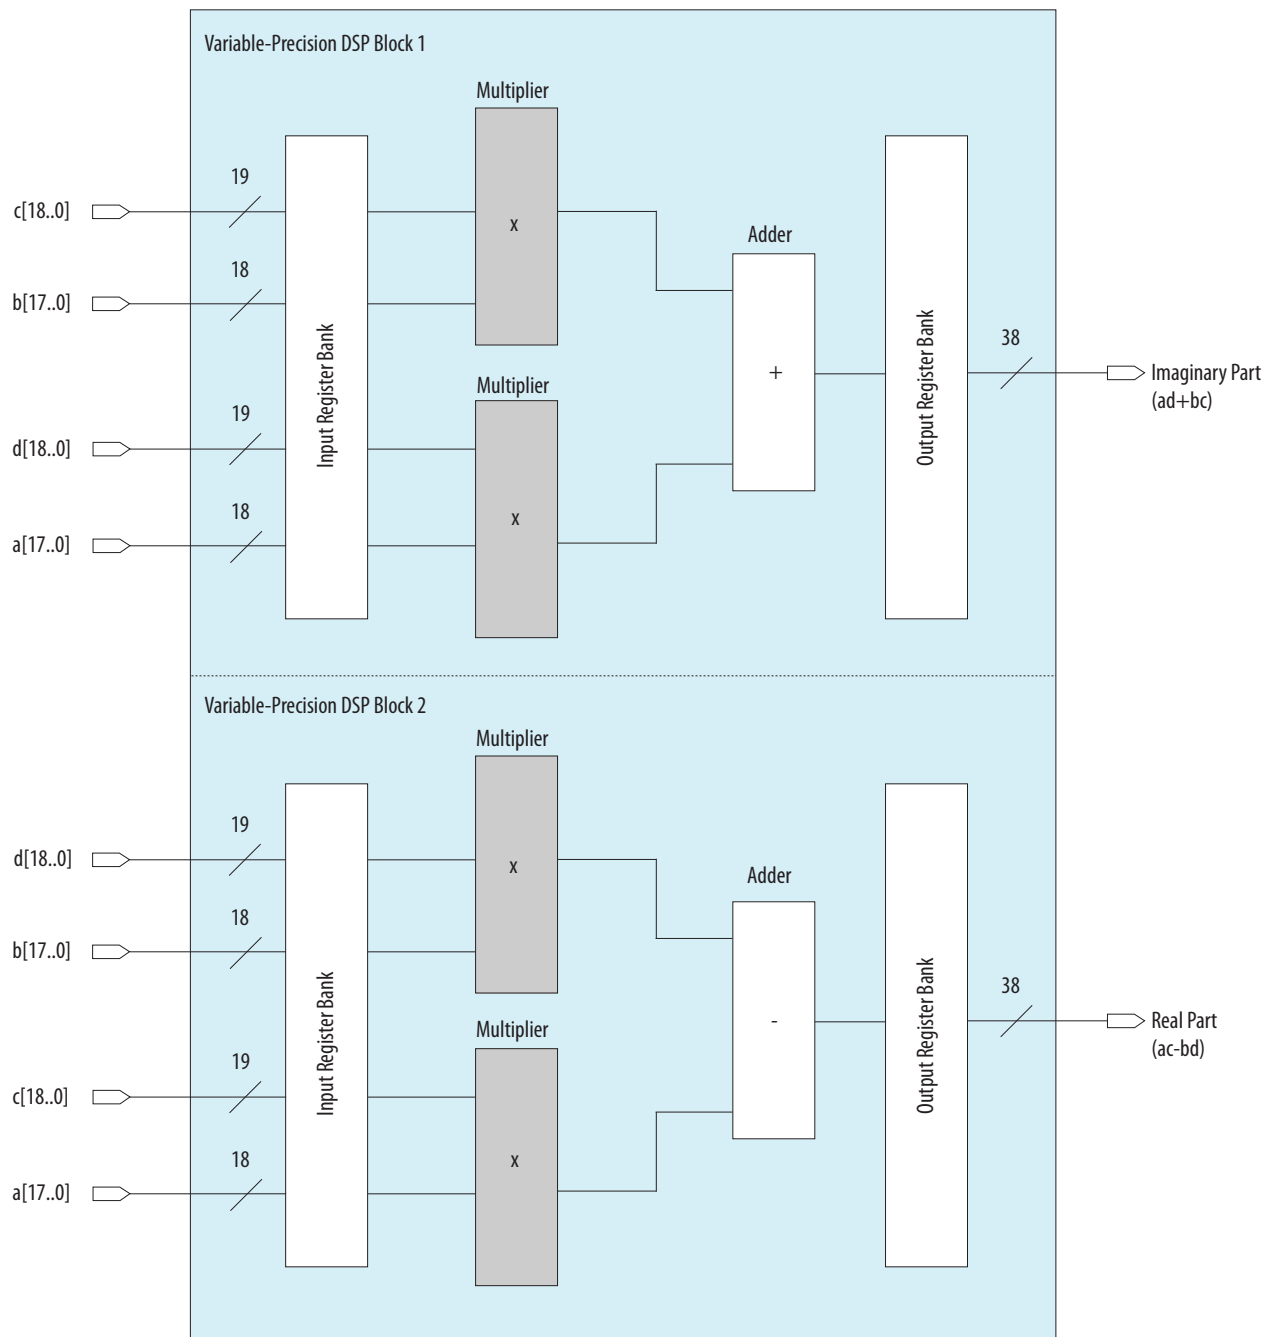 Variable-Precision DSP Block 1
Multiplier
19
c[18..0]
x
18
b[17..0]
Adder
Input Register Bank
Output Register Bank
+
38
Imaginary Part
(ad+bc)
Multiplier
19
d[18..0]
x
18
a[17..0]
Variable-Precision DSP Block 2
Multiplier
19
d[18..0]
x
18
b[17..0]
Adder
Input Register Bank
Output Register Bank
-
38
Real Part
(ac-bd)
Multiplier
19
c[18..0]
x
18
a[17..0]